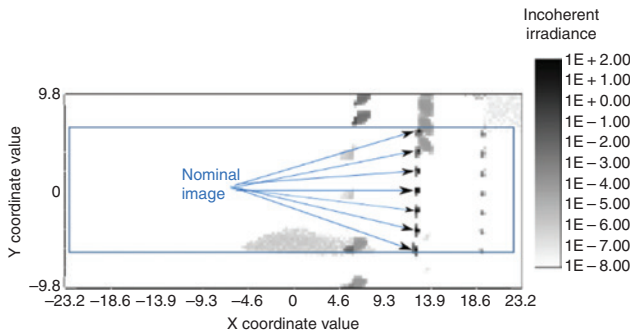 Incoherent
irradiance
1E + 2.00
1E + 1.00
1E + 0.00
1E − 1.00
1E − 2.00
1E − 3.00
1E − 4.00
1E − 5.00
1E − 6.00
1E − 7.00
1E − 8.00
9.8
0
−9.8
Y coordinate value
Nominal
image
−23.2 −18.6 −13.9 −9.3 −4.6 0 4.6 9.3 13.9 18.6 23.2
X coordinate value